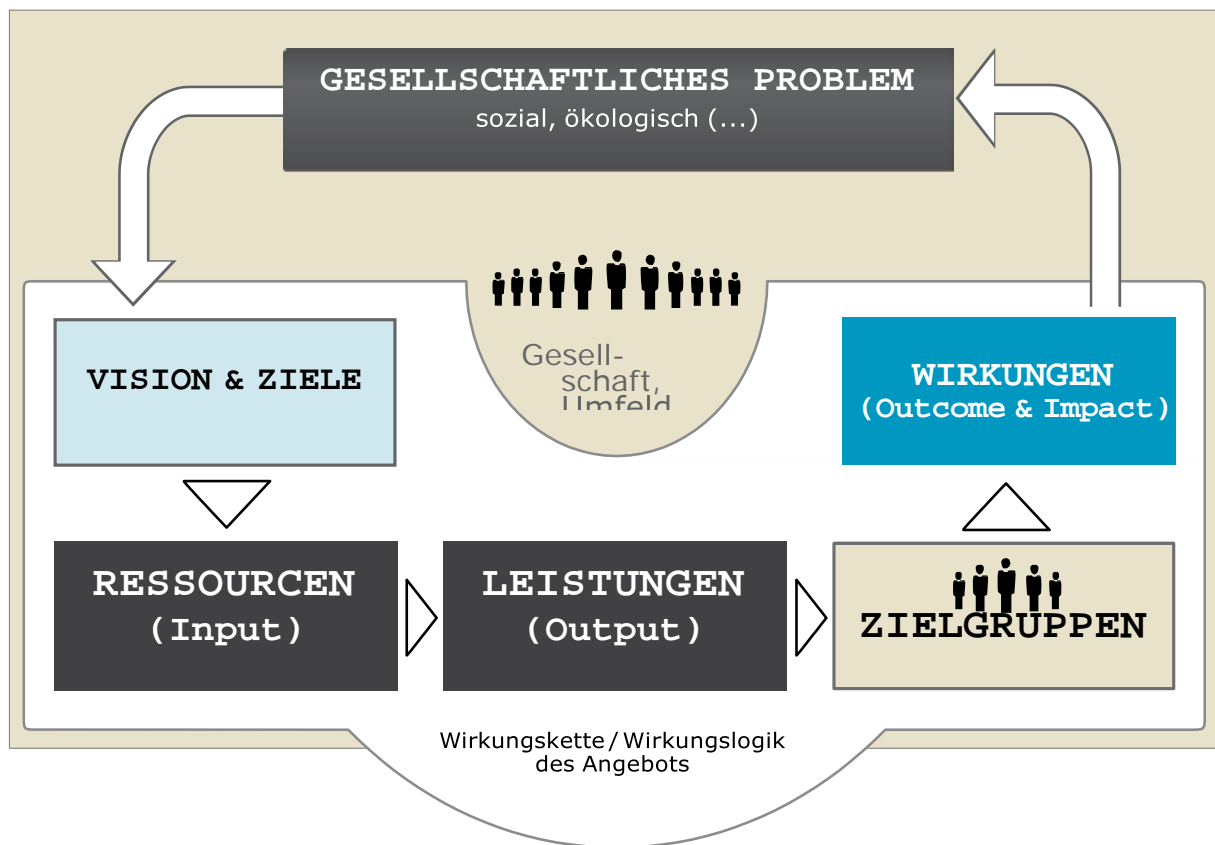 GESELLSCHAFTLICHES PROBLEM
sozial, ökologisch (...)
Gesell-
schaft,
Umfeld
VISION & ZIELE
WIRKUNGEN
(Outcome & Impact)
RESSOURCEN
(Input)
LEISTUNGEN
(Output)
ZIELGRUPPEN
Wirkungskette / Wirkungslogik
des Angebots